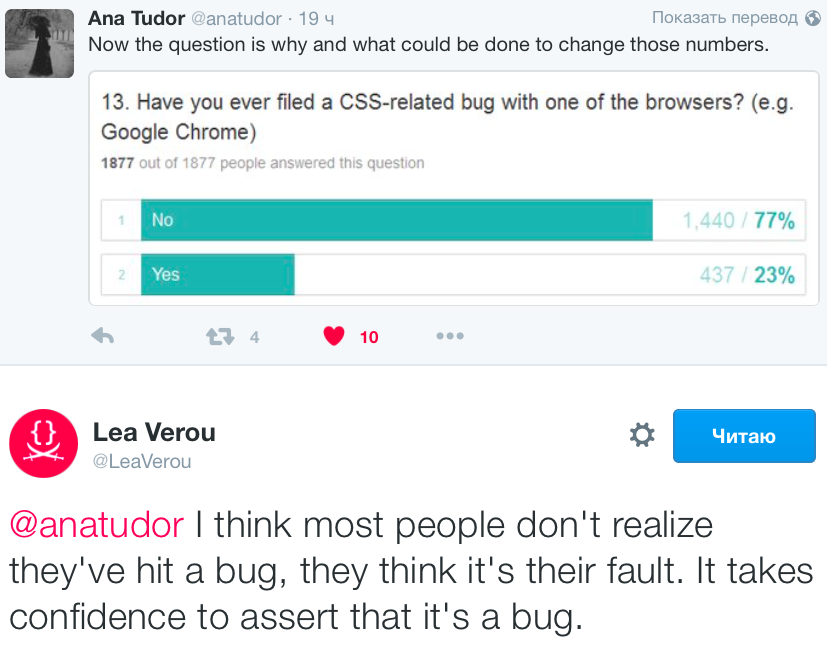 Ana Tudor @anatudor · 19 ч Показать перевод
Now the question is why and what could be done to change those numbers.
13. Have you ever filed a CSS-related bug with one of the browsers? (e.g.
Google Chrome)
1877 out of 1877 people answered this question
1 No 1,440 / 77%
2 Yes 437 / 23%
4 10
{}
Lea Verou
@LeaVerou
Читаю
@anatudor I think most people don't realize
they've hit a bug, they think it's their fault. It takes
confidence to assert that it's a bug.